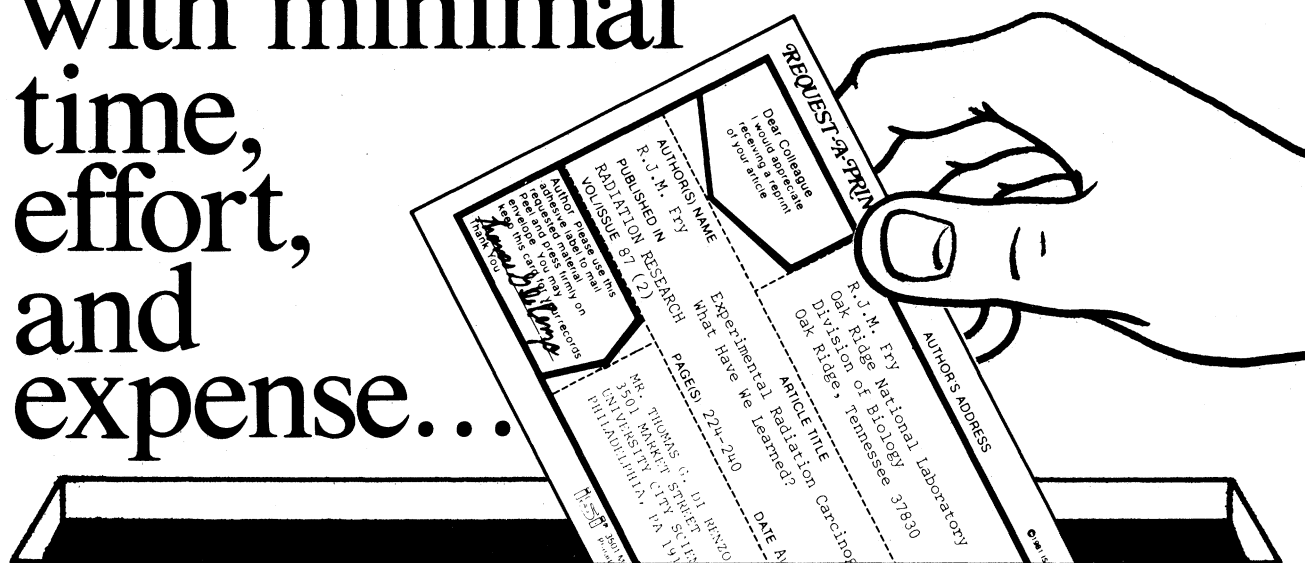 with minimal
time,
effort,
and
expense...
REQUEST-A-PRIN
Dear Colleague
I would appreciate
receiving a reprint
of your article
AUTHOR(S) NAME
R.J.M. Fry
PUBLISHED IN
RADIATION RESEARCH
VOL/ISSUE 87 (2)
Author Please use this
adhesive label to mail
requested material
Peel and press firmly on
envelope You may
keep this card for your records
Thank You
AUTHOR'S ADDRESS
R.J.M. Fry
Oak Ridge National Laboratory
Division of Biology
Oak Ridge, Tennessee 37830
ARTICLE TITLE
Experimental Radiation Carcinog
What Have We Learned?
PAGE(S) 224-240
DATE
MR. THOMAS G. DI RENZO
3501 MARKET STREET
UNIVERSITY CITY SCIEN
PHILADELPHIA, PA 191
©1981 IS